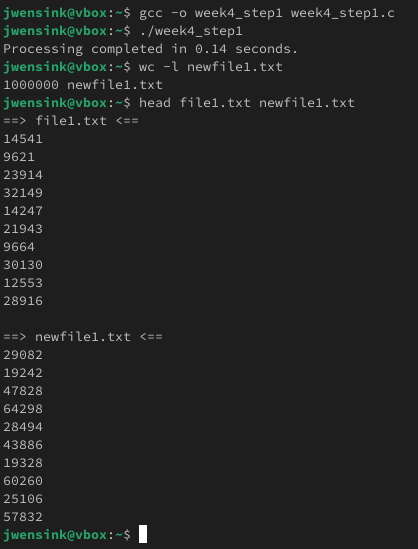 jwensink@vbox:~$ gcc -o week4_step1 week4_step1.c
jwensink@vbox:~$ ./week4_step1
Processing completed in 0.14 seconds.
jwensink@vbox:~$ wc -l newfile1.txt
1000000 newfile1.txt
jwensink@vbox:~$ head file1.txt newfile1.txt
==> file1.txt <==
14541
9621
23914
32149
14247
21943
9664
30130
12553
28916

==> newfile1.txt <==
29082
19242
47828
64298
28494
43886
19328
60260
25106
57832
jwensink@vbox:~$